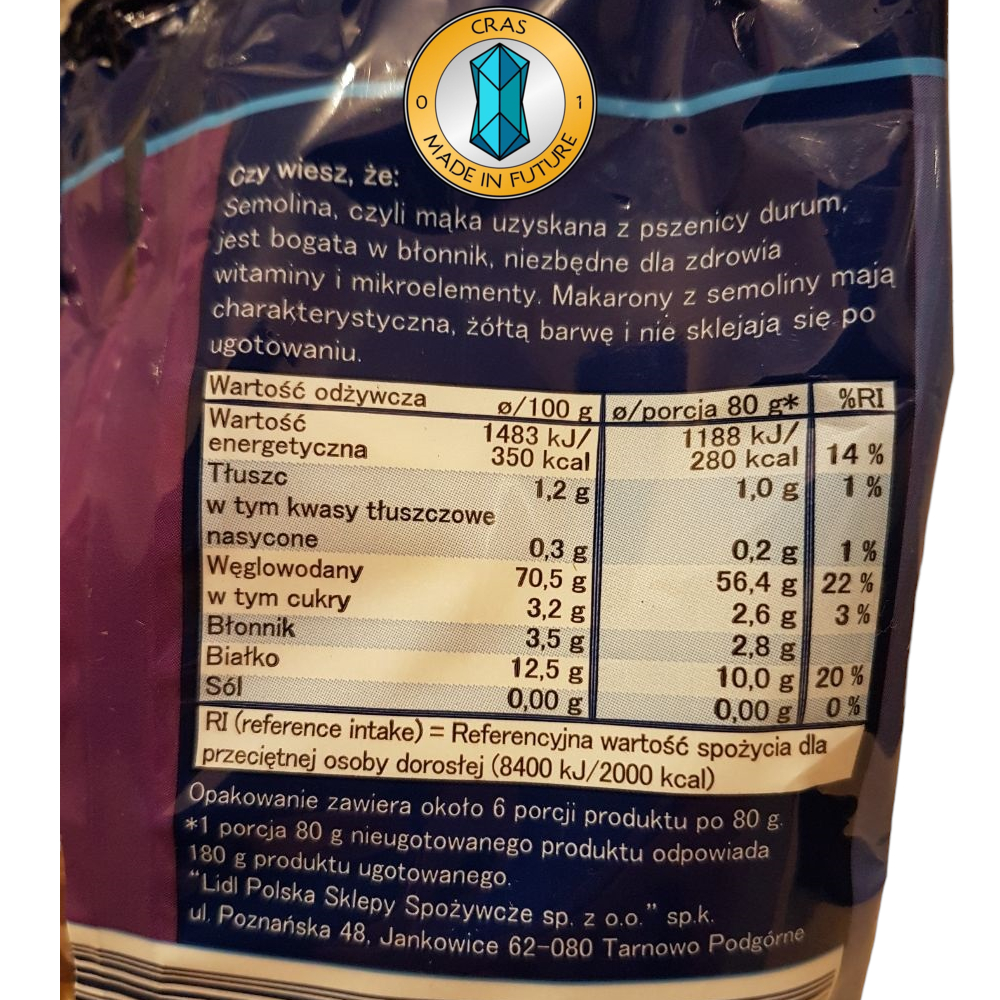 CRAS
0 1
MADE IN FUTURE
Czy wiesz, że:
Semolina, czyli mąka uzyskana z pszenicy durum,
jest bogata w błonnik, niezbędne dla zdrowia
witaminy i mikroelementy. Makarony z semoliny mają
charakterystyczna, żółtą barwę i nie sklejają się po
ugotowaniu.
Wartość odżywcza ø/100 g ø/porcja 80 g* %RI
Wartość 1483 kJ/ 1188 kJ/
energetyczna 350 kcal 280 kcal 14 %
Tłuszc 1,2 g 1,0 g 1 %
w tym kwasy tłuszczowe
nasycone 0,3 g 0,2 g 1 %
Węglowodany 70,5 g 56,4 g 22 %
w tym cukry 3,2 g 2,6 g 3 %
Błonnik 3,5 g 2,8 g
Białko 12,5 g 10,0 g 20 %
Sól 0,00 g 0,00 g 0 %
RI (reference intake) = Referencyjna wartość spożycia dla
przeciętnej osoby dorosłej (8400 kJ/2000 kcal)
Opakowanie zawiera około 6 porcji produktu po 80 g.
*1 porcja 80 g nieugotowanego produktu odpowiada
180 g produktu ugotowanego.
"Lidl Polska Sklepy Spożywcze sp. z o.o." sp.k.
ul. Poznańska 48, Jankowice 62-080 Tarnowo Podgórne